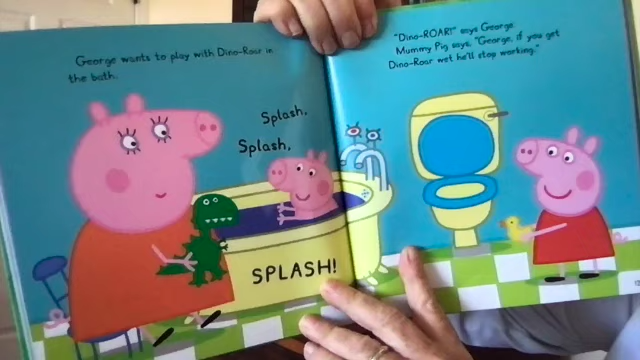 George wants to play with Dino-Roar in
the bath.
Splash,
Splash,
SPLASH!
"Dino-ROAR!" says George.
Mummy Pig says, "George, if you get
Dino-Roar wet he'll stop working."